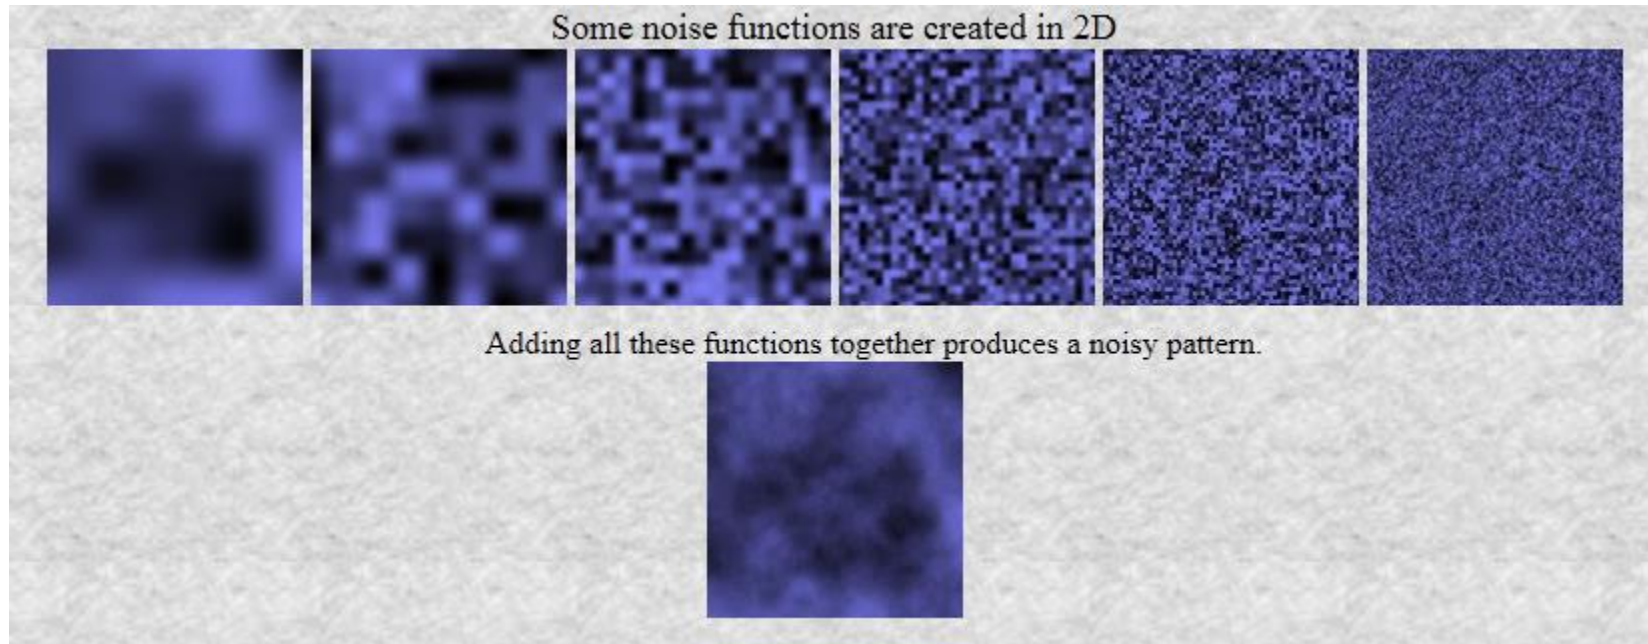 Some noise functions are created in 2D
Adding all these functions together produces a noisy pattern.